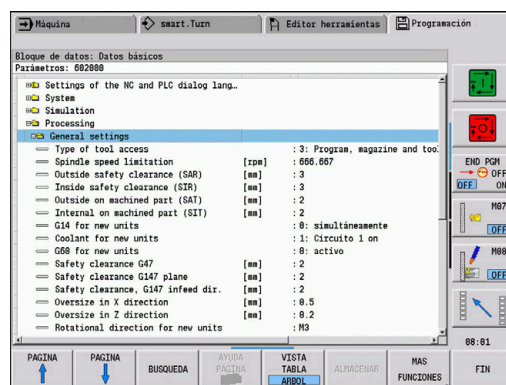 Máquina
smart.Turn
Editor herramientas
Programación
Bloque de datos: Datos básicos
Parámetros: 602000
Settings of the NC and PLC dialog lang…
System
Simulation
Processing
General settings
Type of tool access : 3: Program, magazine and too
Spindle speed limitation [rpm] : 666.667
Outside safety clearance (SAR) [mm] : 3
Inside safety clearance (SIR) [mm] : 3
Outside on machined part (SAT) [mm] : 2
Internal on machined part (SIT) [mm] : 2
G14 for new units : 0: simultáneamente
Coolant for new units : 1: Circuito 1 on
G60 for new units : 0: activo
Safety clearance G47 [mm] : 2
Safety clearance G147 plane [mm] : 2
Safety clearance, G147 infeed dir. [mm] : 2
Oversize in X direction [mm] : 0.5
Oversize in Z direction [mm] : 0.2
Rotational direction for new units : M3
END PGM
OFF
OFF ON
M07
OFF
M08
OFF
08:01
PAGINA
PAGINA
BUSQUEDA
AYUDA PAGINA
VISTA TABLA ARBOL
ALMACENAR
MAS FUNCIONES
FIN